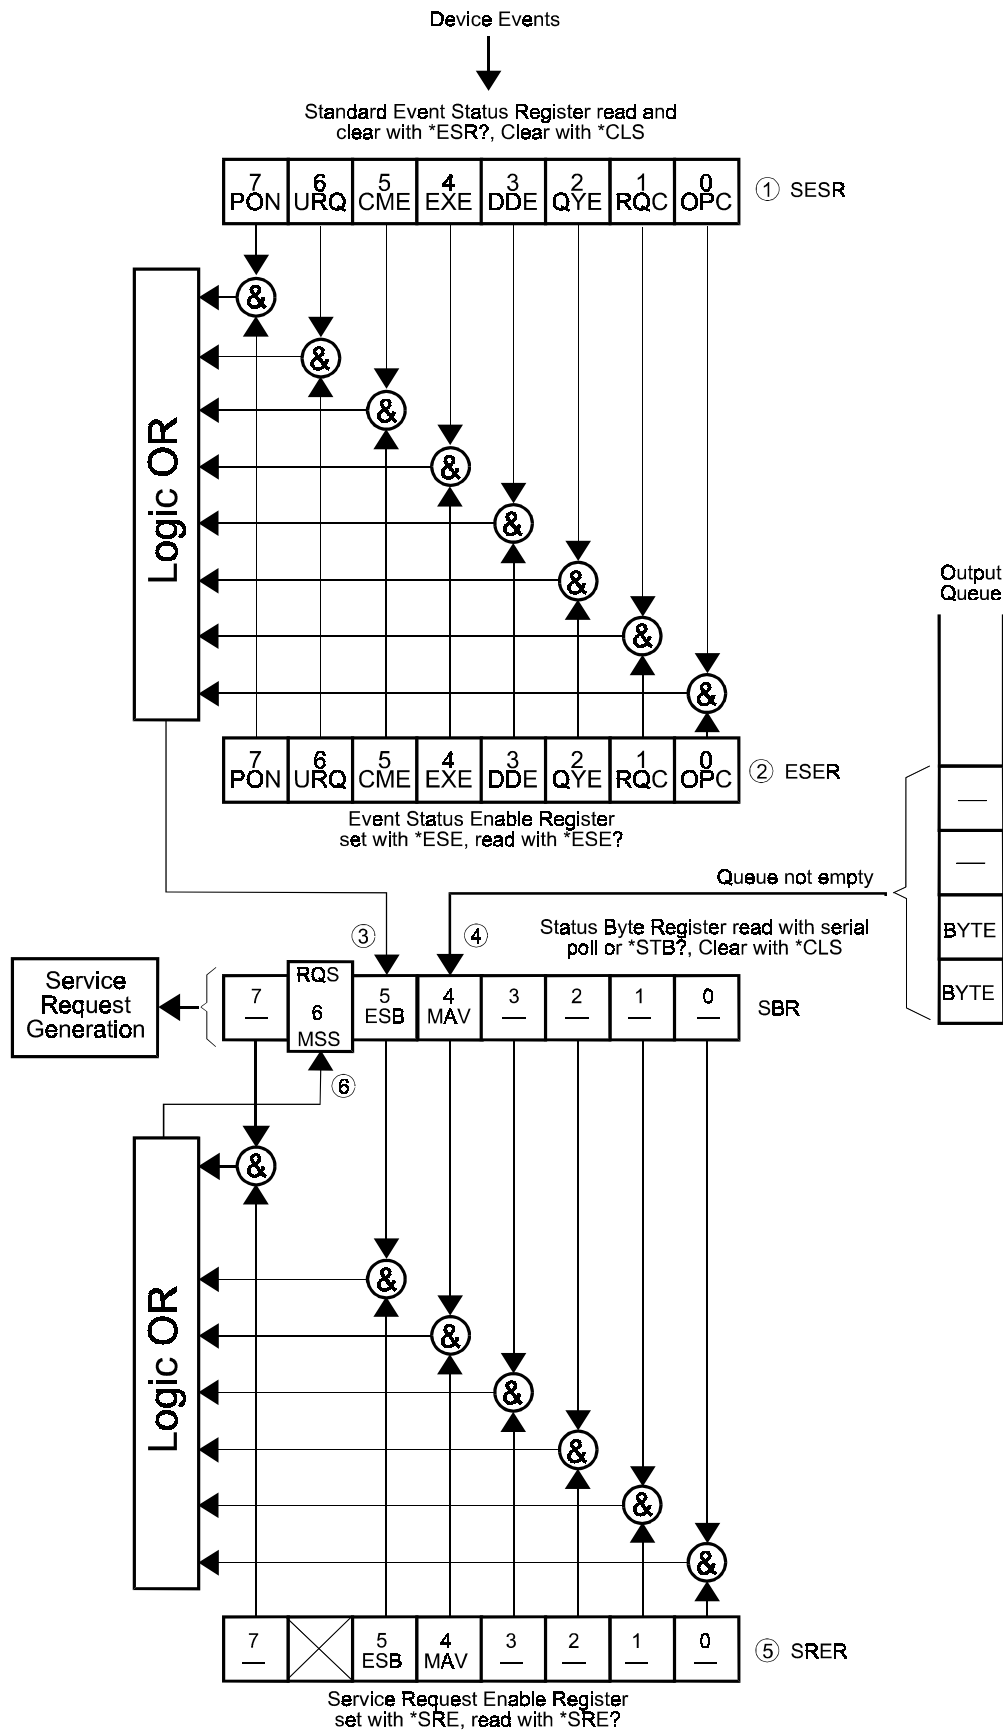 Device Events
Standard Event Status Register read and
clear with *ESR?, Clear with *CLS
7 6 5 4 3 2 1 0
PON URQ CME EXE DDE QYE RQC OPC
① SESR
&
&
&
&
&
&
&
&
Logic OR
Output
Queue
7 6 5 4 3 2 1 0
PON URQ CME EXE DDE QYE RQC OPC
② ESER
Event Status Enable Register
set with *ESE, read with *ESE?
—
—
BYTE
BYTE
Queue not empty
③
④
Status Byte Register read with serial
poll or *STB?, Clear with *CLS
Service
Request
Generation
7 — 
RQS
6
MSS
5
ESB
4
MAV
3 —
2 —
1 —
0 —
SBR
⑥
&
&
&
&
&
&
&
Logic OR
7 —
5
ESB
4
MAV
3 —
2 —
1 —
0 —
⑤ SRER
Service Request Enable Register
set with *SRE, read with *SRE?